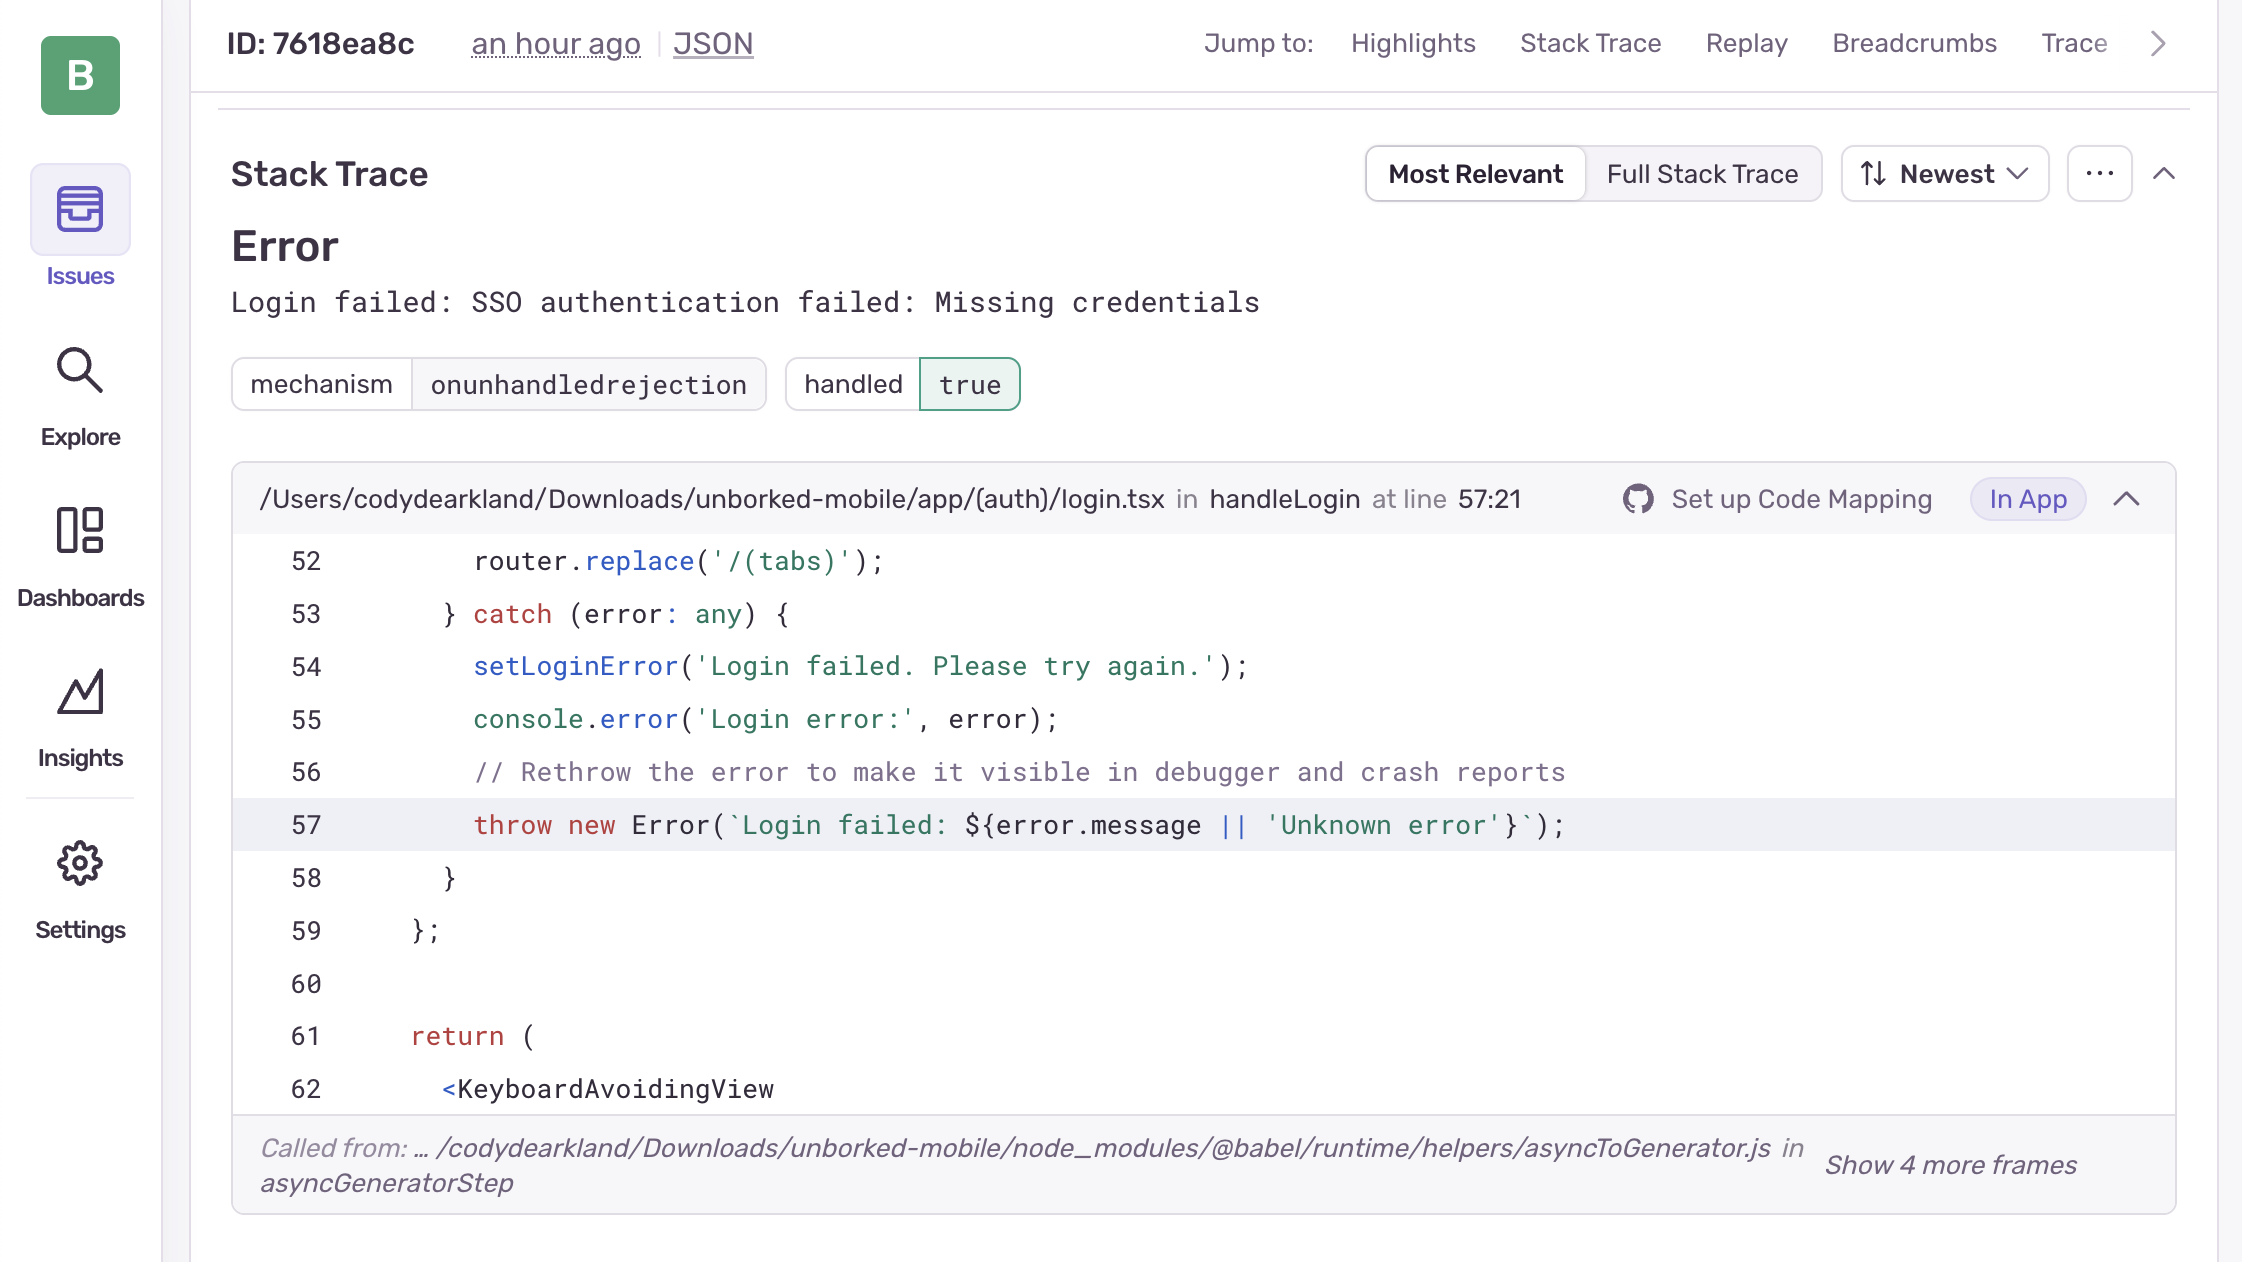 B
Issues
Explore
Dashboards
Insights
Settings
ID: 7618ea8c an hour ago JSON Jump to: Highlights Stack Trace Replay Breadcrumbs Trace
Stack Trace Most Relevant Full Stack Trace Newest ...
Error
Login failed: SSO authentication failed: Missing credentials
mechanism onunhandledrejection handled true
/Users/codydearkland/Downloads/unborked-mobile/app/(auth)/login.tsx in handleLogin at line 57:21 Set up Code Mapping In App
52 router.replace('/(tabs)');
53 } catch (error: any) {
54 setLoginError('Login failed. Please try again.');
55 console.error('Login error:', error);
56 // Rethrow the error to make it visible in debugger and crash reports
57 throw new Error(`Login failed: ${error.message || 'Unknown error'}`);
58 }
59 };
60
61 return (
62 <KeyboardAvoidingView
Called from: … /codydearkland/Downloads/unborked-mobile/node_modules/@babel/runtime/helpers/asyncToGenerator.js in
asyncGeneratorStep
Show 4 more frames